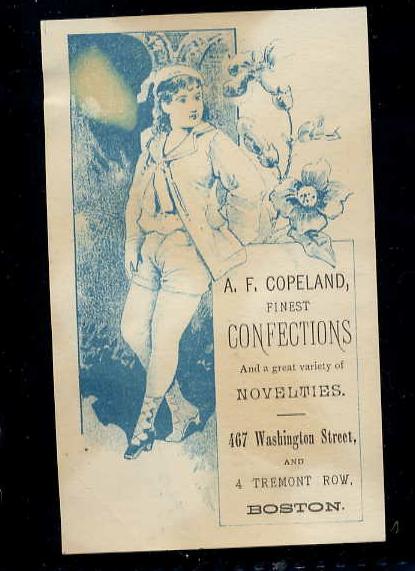 A. F. COPELAND,
FINEST
CONFECTIONS
And a great variety of
NOVELTIES.
467 Washington Street,
AND
4 TREMONT ROW,
BOSTON.